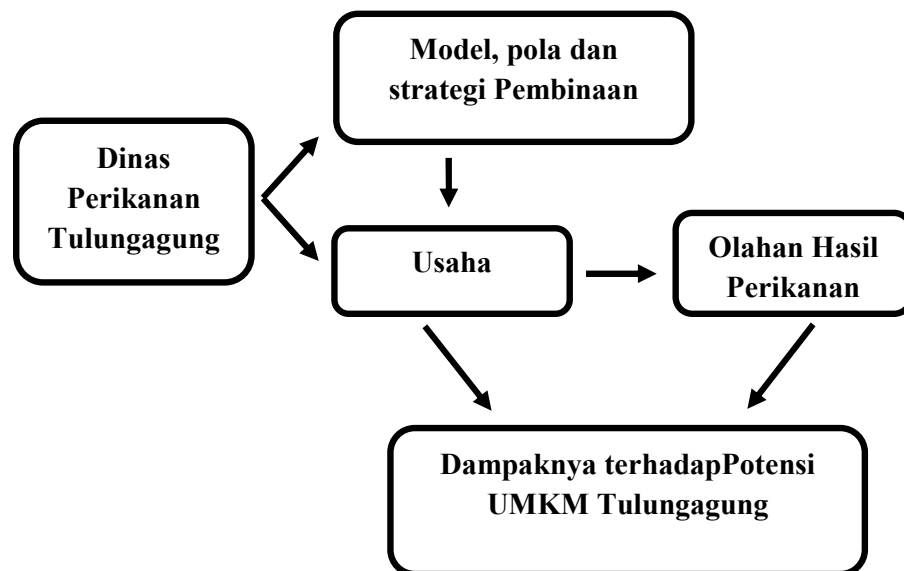 Model, pola dan
strategi Pembinaan
Dinas
Perikanan
Tulungagung
Usaha
Olahan Hasil
Perikanan
Dampaknya terhadapPotensi
UMKM Tulungagung